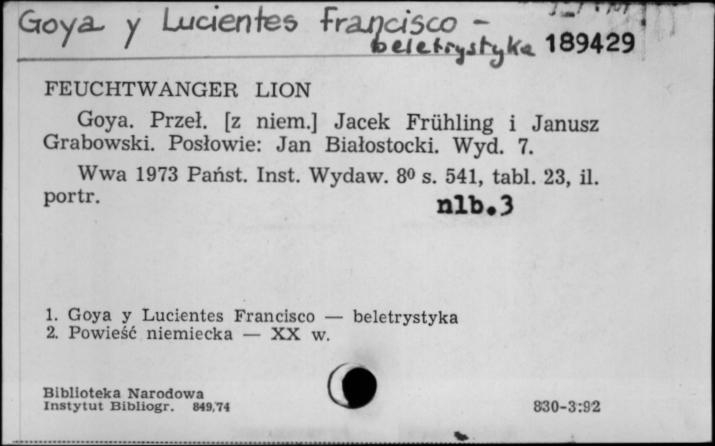 Goya y Lucientes Francisco -
beletrystyka 189429
FEUCHTWANGER LION
Goya. Przeł. [z niem.] Jacek Frühling i Janusz
Grabowski. Posłowie: Jan Białostocki. Wyd. 7.
Wwa 1973 Państ. Inst. Wydaw. 8⁰ s. 541, tabl. 23, il.
portr.
nlb.3
1. Goya y Lucientes Francisco — beletrystyka
2. Powieść niemiecka — XX w.
Biblioteka Narodowa
Instytut Bibliogr. 849,74
830-3:92